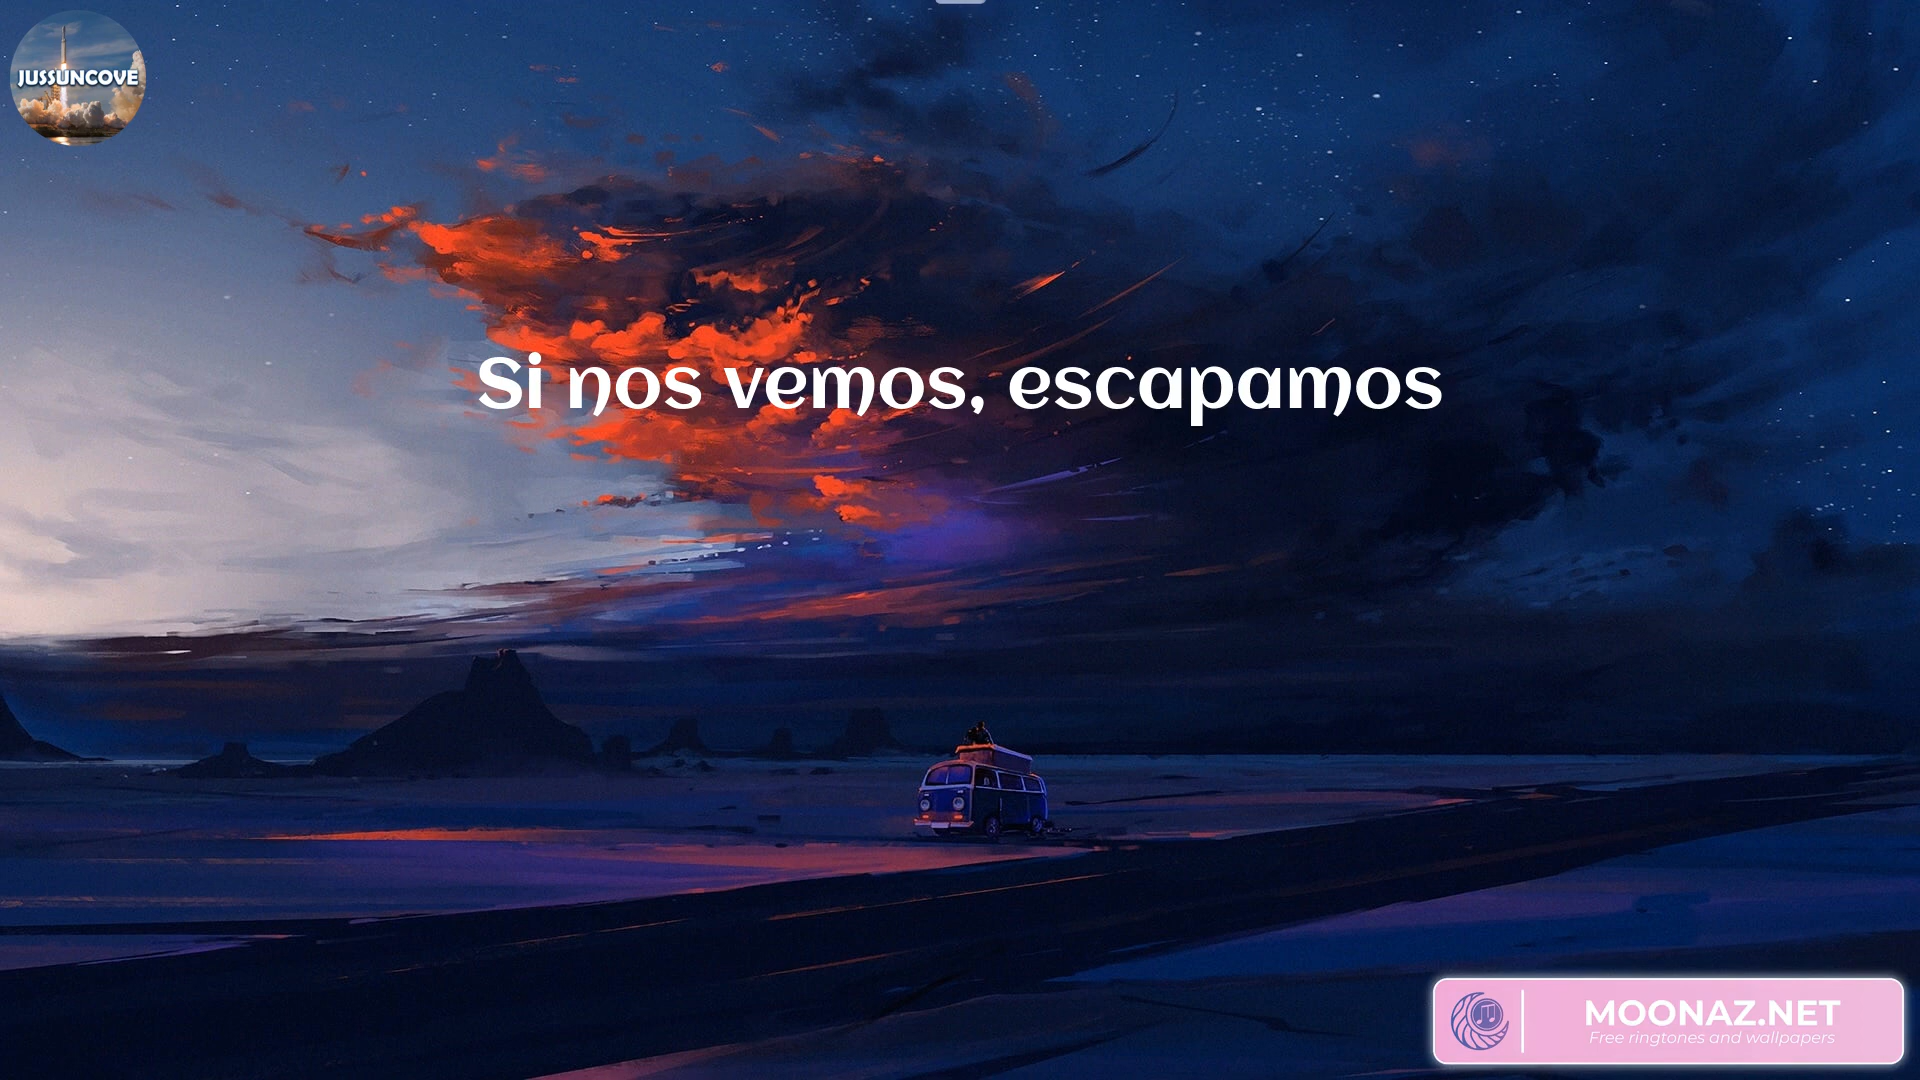 JUSSUNCOVE
Si nos vemos, escapamos
MOONAZ.NET
Free ringtones and wallpapers